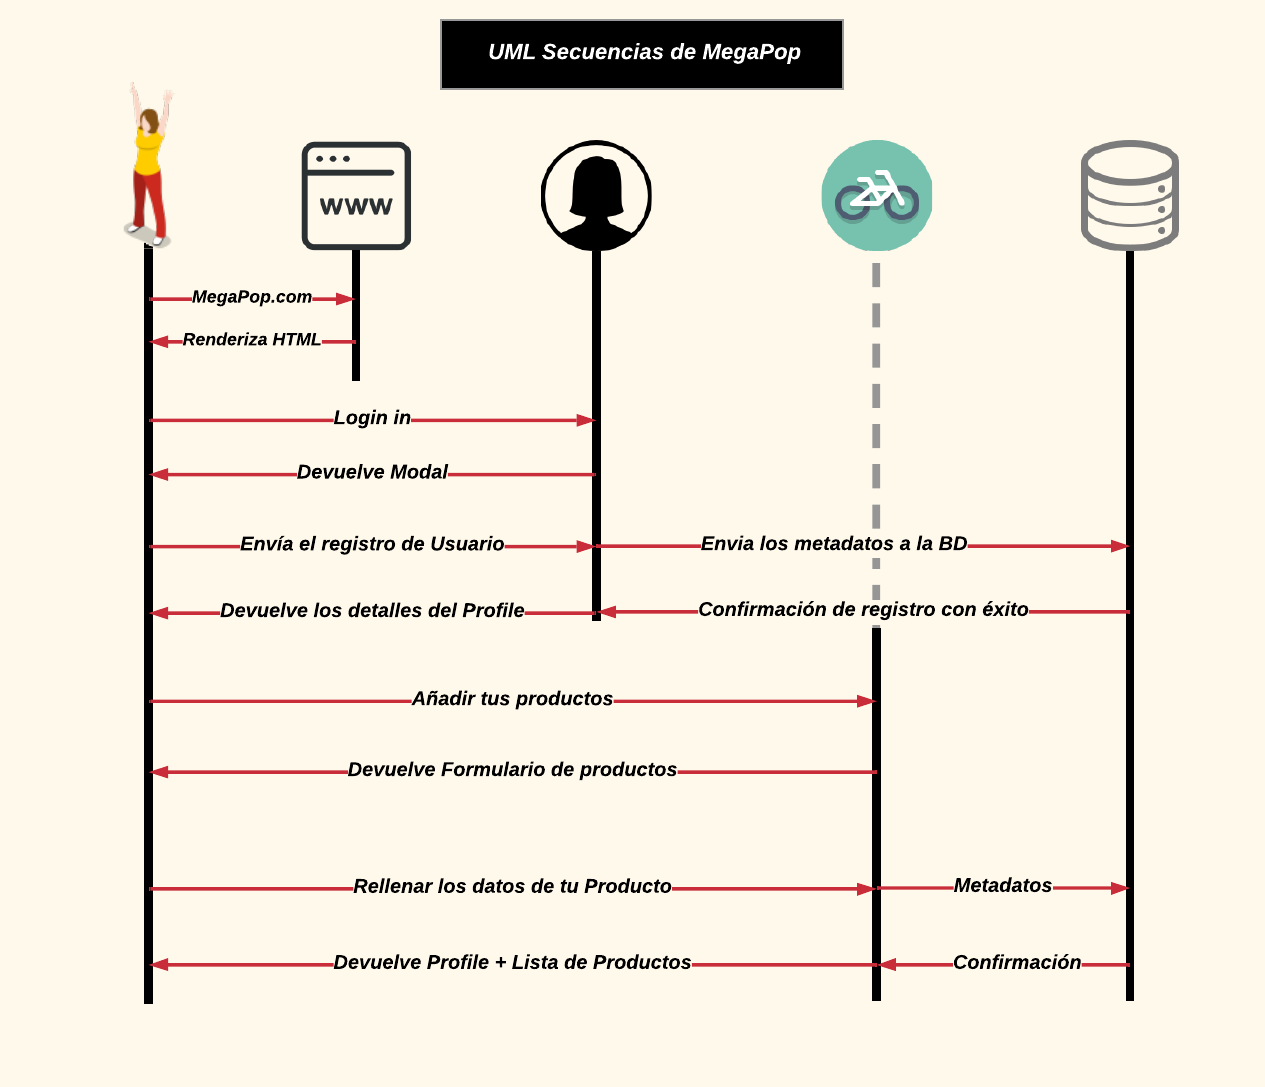 UML Secuencias de MegaPop
www
MegaPop.com
Renderiza HTML
Login in
Devuelve Modal
Envía el registro de Usuario
Envia los metadatos a la BD
Devuelve los detalles del Profile
Confirmación de registro con éxito
Añadir tus productos
Devuelve Formulario de productos
Rellenar los datos de tu Producto
Metadatos
Devuelve Profile + Lista de Productos
Confirmación